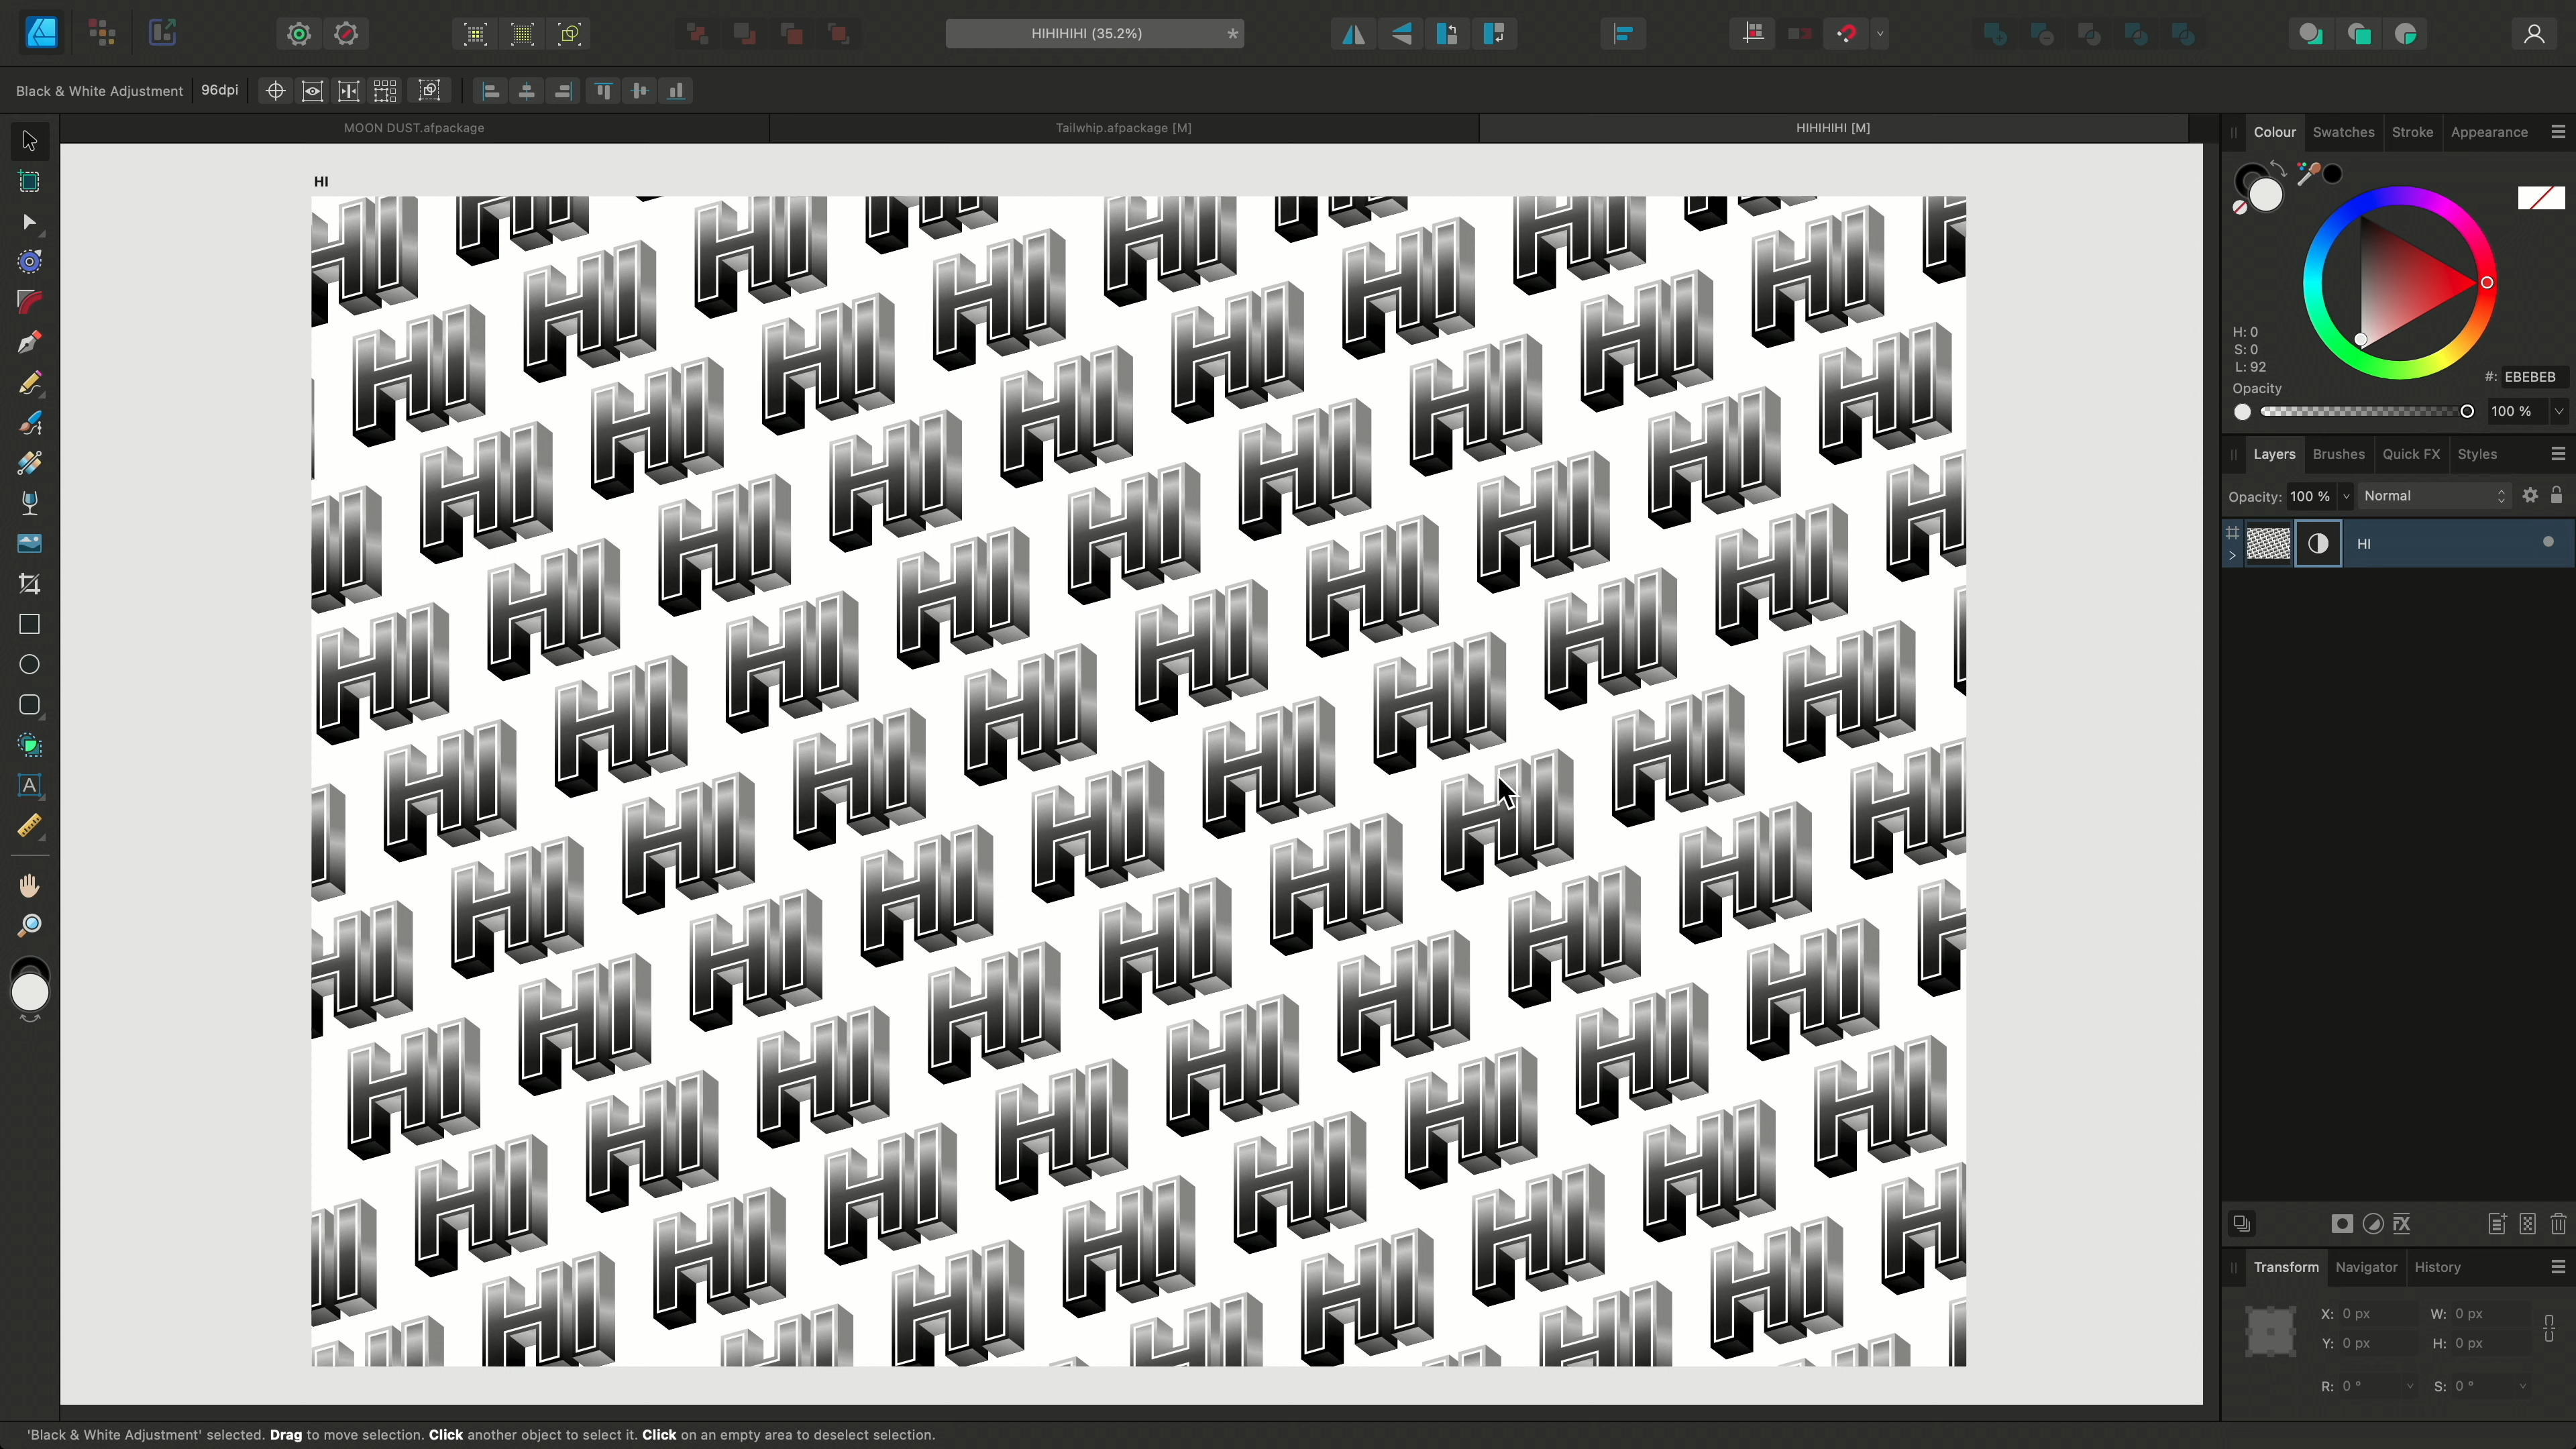 HIHIHIHI (35.2%)
*
Black & White Adjustment
96dpi
MOON DUST.afpackage
Tailwhip.afpackage [M]
HIHIHIHI [M]
Colour
Swatches
Stroke
Appearance
HI
H: 0
S: 0
L: 92
#: EBEBEB
Opacity
100 %
Layers
Brushes
Quick FX
Styles
Opacity: 100 %
Normal
HI
HI
FX
A
Transform
Navigator
History
X: 0 px
W: 0 px
Y: 0 px
H: 0 px
R: 0 °
S: 0 °
'Black & White Adjustment' selected. Drag to move selection. Click another object to select it. Click on an empty area to deselect selection.